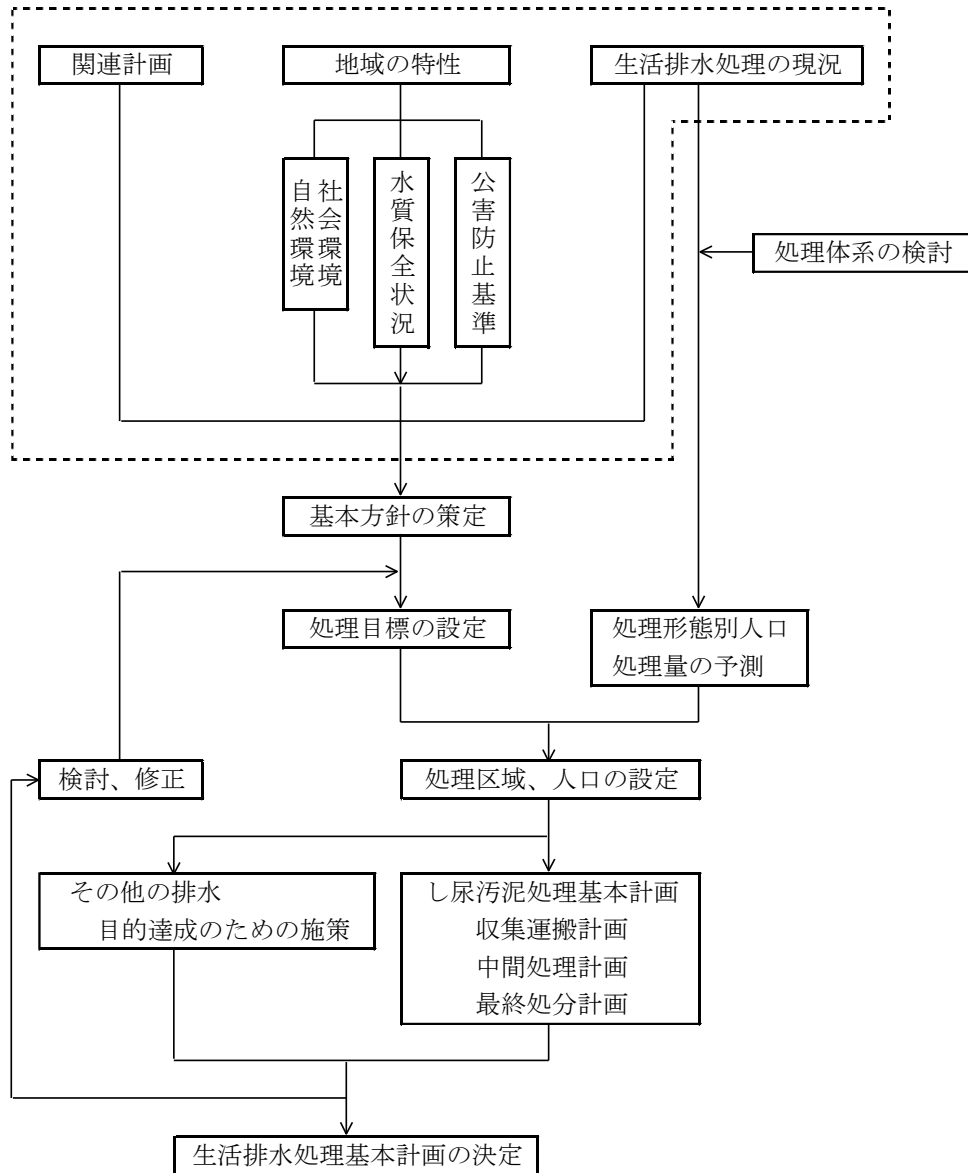 関連計画
地域の特性
生活排水処理の現況
社会環境
自然環境
水質保全状況
公害防止基準
処理体系の検討
基本方針の策定
処理目標の設定
処理形態別人口
処理量の予測
検討、修正
処理区域、人口の設定
その他の排水
目的達成のための施策
し尿汚泥処理基本計画
収集運搬計画
中間処理計画
最終処分計画
生活排水処理基本計画の決定